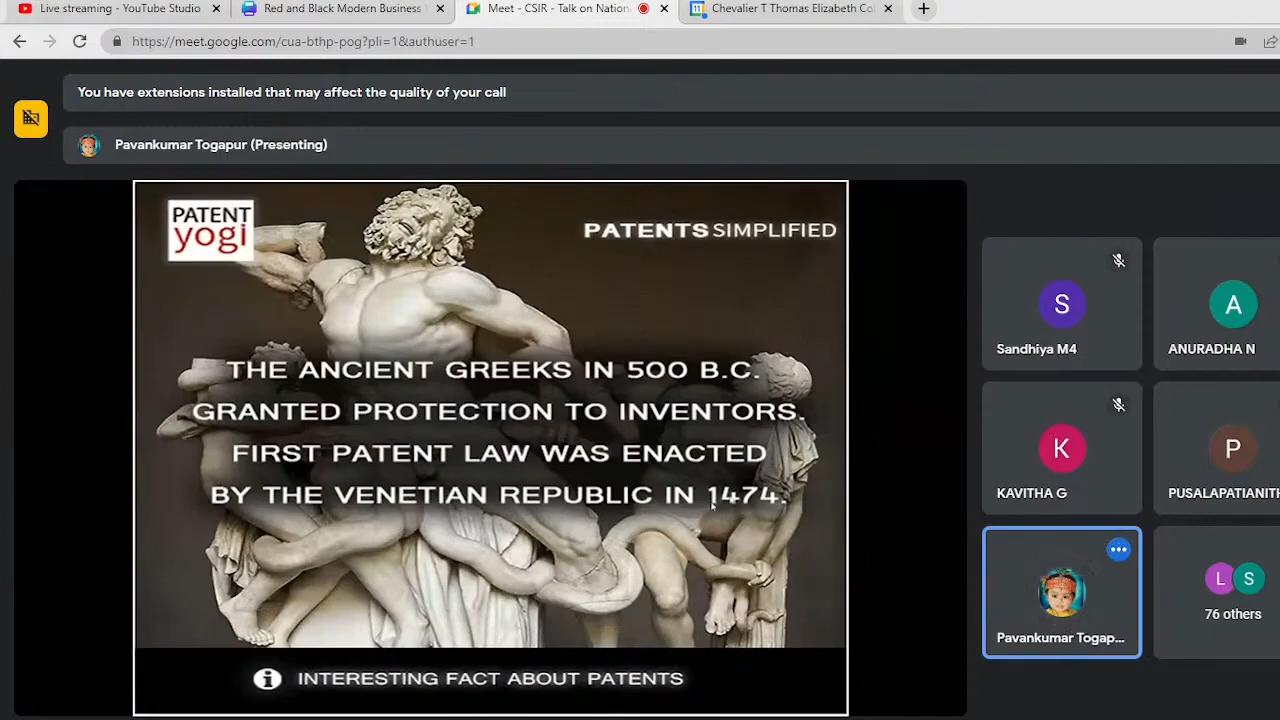 Live streaming - YouTube Studio
Red and Black Modern Business
Meet - CSIR - Talk on Nation
Chevalier T Thomas Elizabeth Col
https://meet.google.com/cua-bthp-pog?pli=1&authuser=1
You have extensions installed that may affect the quality of your call
Pavankumar Togapur (Presenting)
PATENT
yogi
PATENTS SIMPLIFIED
THE ANCIENT GREEKS IN 500 B.C.
GRANTED PROTECTION TO INVENTORS.
FIRST PATENT LAW WAS ENACTED
BY THE VENETIAN REPUBLIC IN 1474.
i INTERESTING FACT ABOUT PATENTS
S
Sandhiya M4
A
ANURADHA N
K
KAVITHA G
P
PUSALAPATIANITH
Pavankumar Togap...
L S
76 others